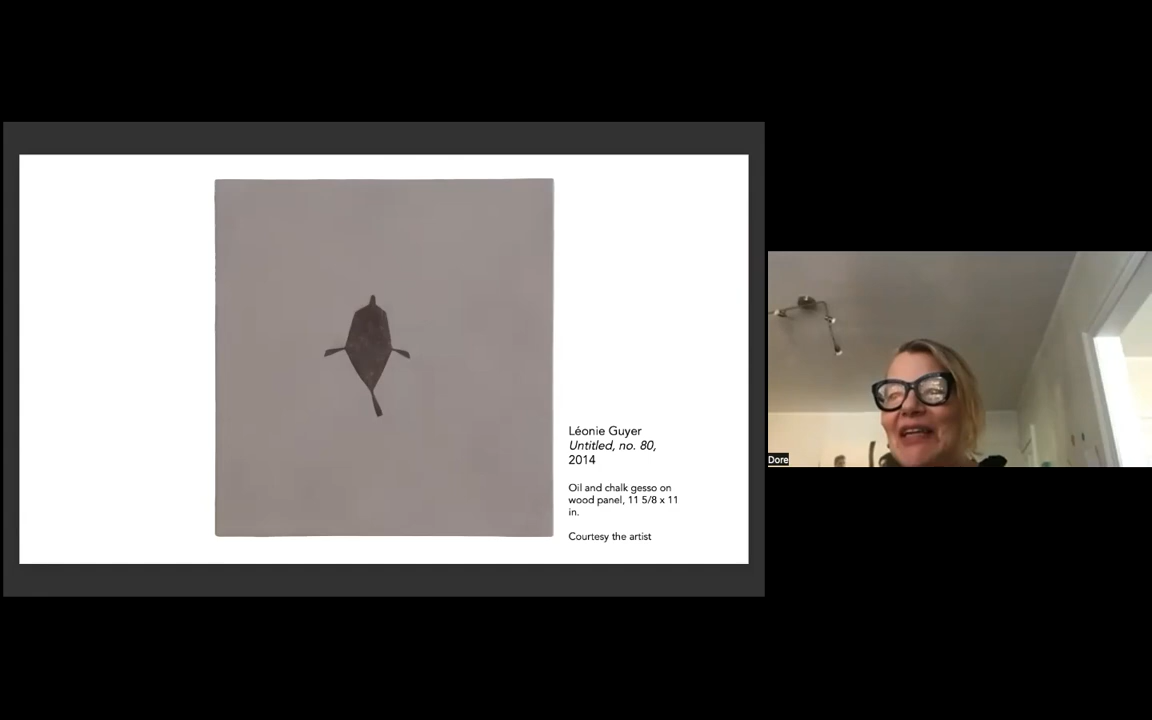 Léonie Guyer
Untitled, no. 80,
2014
Oil and chalk gesso on
wood panel, 11 5/8 x 11
in.
Courtesy the artist
Dore